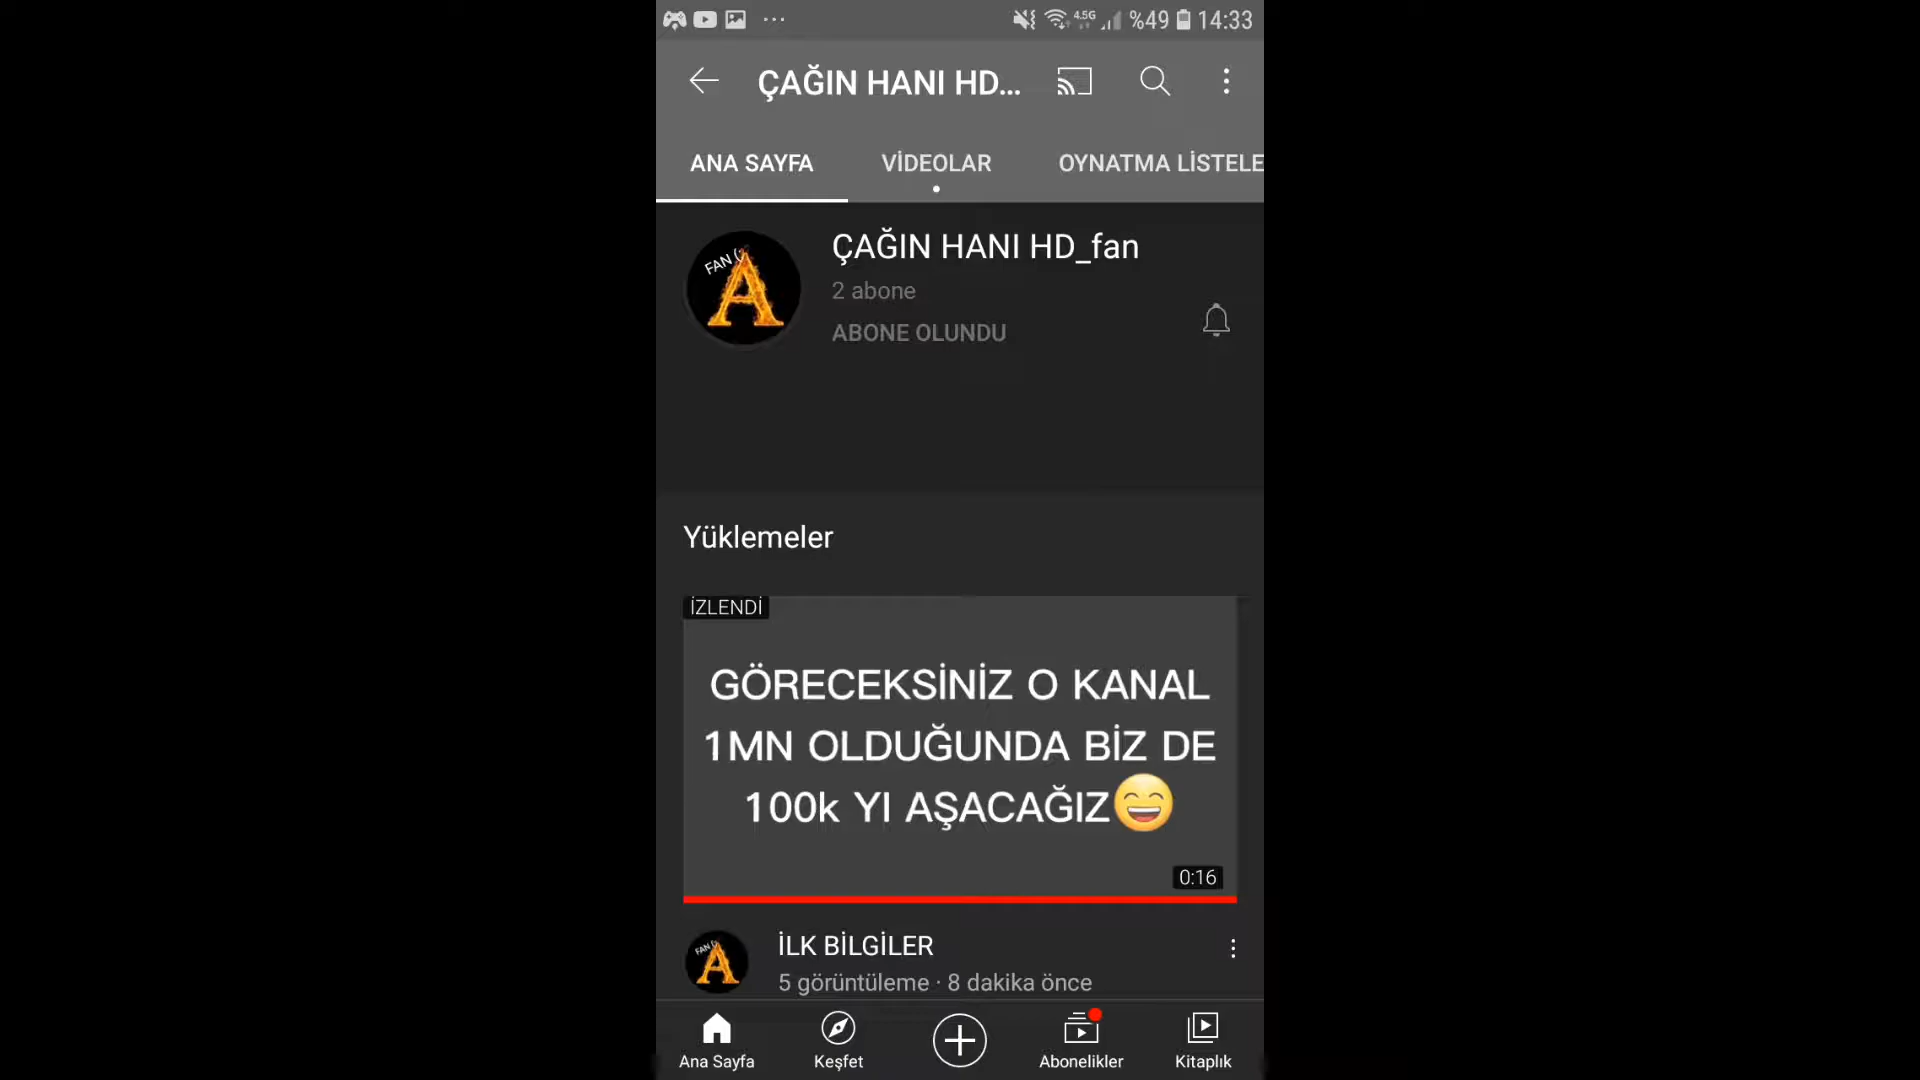 4.5G %49 14:33
ÇAĞIN HANI HD...
ANA SAYFA VİDEOLAR OYNATMA LİSTELE
FAN (:
ÇAĞIN HANI HD_fan
2 abone
ABONE OLUNDU
Yüklemeler
İZLENDİ
GÖRECEKSİNİZ O KANAL
1MN OLDUĞUNDA BİZ DE
100k YI AŞACAĞIZ😄
0:16
İLK BİLGİLER
5 görüntüleme · 8 dakika önce
Ana Sayfa Keşfet Abonelikler Kitaplık